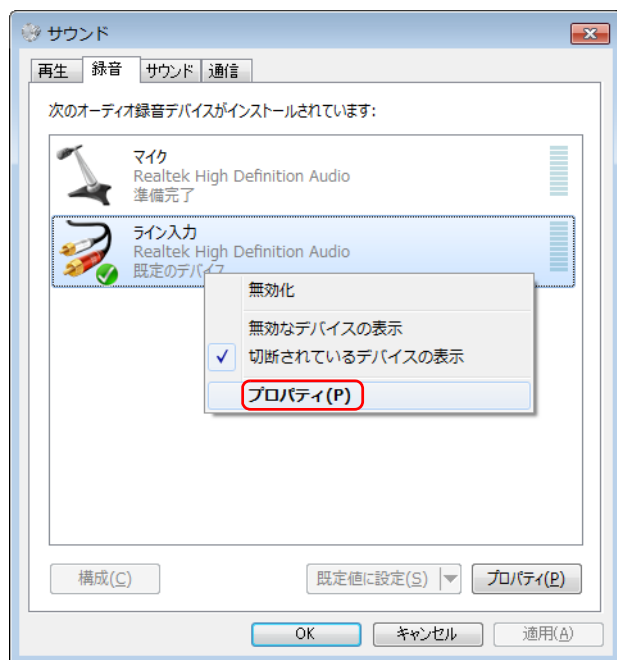 サウンド
再生 録音 サウンド 通信
次のオーディオ録音デバイスがインストールされています:
マイク
Realtek High Definition Audio
準備完了
ライン入力
Realtek High Definition Audio
既定のデバイス
無効化
無効なデバイスの表示
切断されているデバイスの表示
プロパティ(P)
構成(C) 既定値に設定(S) プロパティ(P)
OK キャンセル 適用(A)